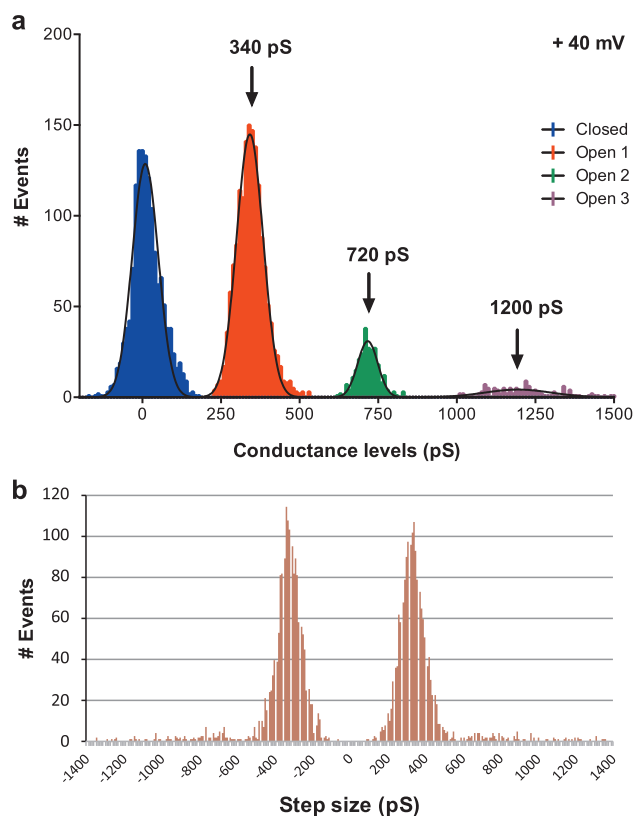 a
340 pS
+ 40 mV
200
150
100
50
0
# Events
Closed
Open 1
Open 2
Open 3
720 pS
1200 pS
0 250 500 750 1000 1250 1500
Conductance levels (pS)
b
120
100
80
60
40
20
0
# Events
-1400 -1200 -1000 -800 -600 -400 -200 0 200 400 600 800 1000 1200 1400
Step size (pS)